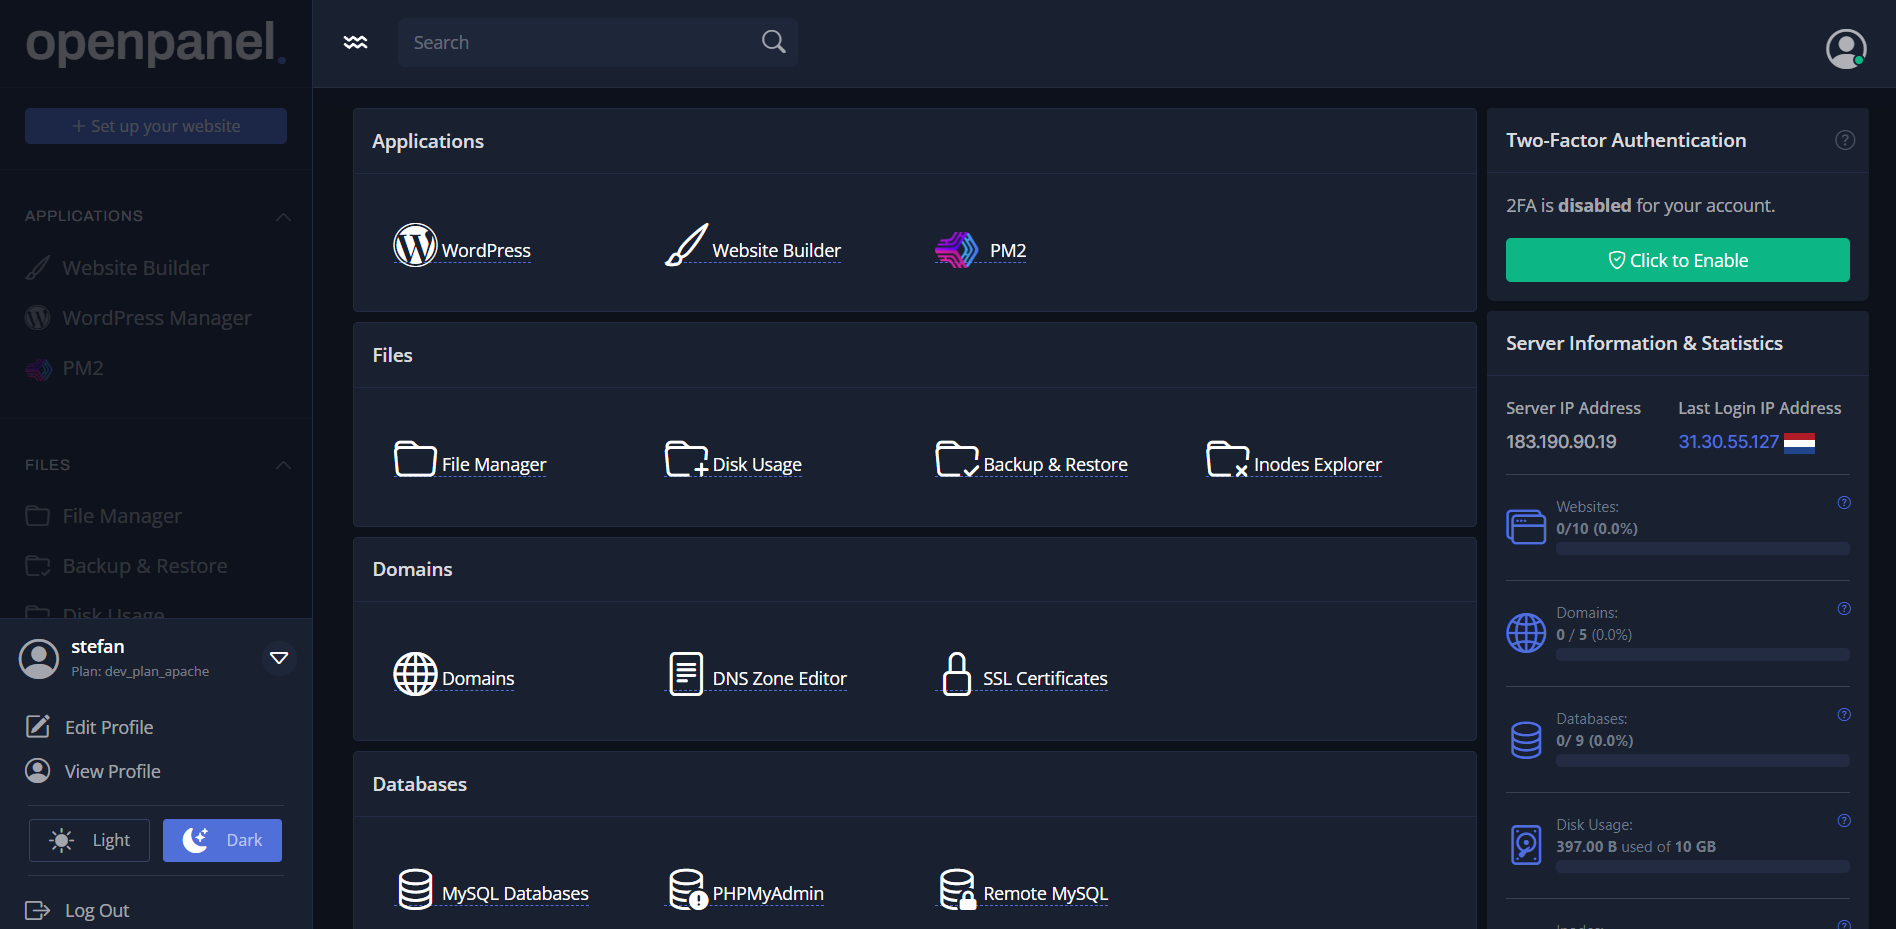 openpanel.
+ Set up your website
APPLICATIONS
Website Builder
WordPress Manager
PM2
FILES
File Manager
Backup & Restore
Disk Usage
stefan
Plan: dev_plan_apache
Edit Profile
View Profile
Light
Dark
Log Out
Search
Applications
WordPress
Website Builder
PM2
Files
File Manager
Disk Usage
Backup & Restore
Inodes Explorer
Domains
Domains
DNS Zone Editor
SSL Certificates
Databases
MySQL Databases
PHPMyAdmin
Remote MySQL
Two-Factor Authentication
2FA is disabled for your account.
Click to Enable
Server Information & Statistics
Server IP Address
183.190.90.19
Last Login IP Address
31.30.55.127
Websites:
0/10 (0.0%)
Domains:
0 / 5 (0.0%)
Databases:
0/ 9 (0.0%)
Disk Usage:
397.00 B used of 10 GB